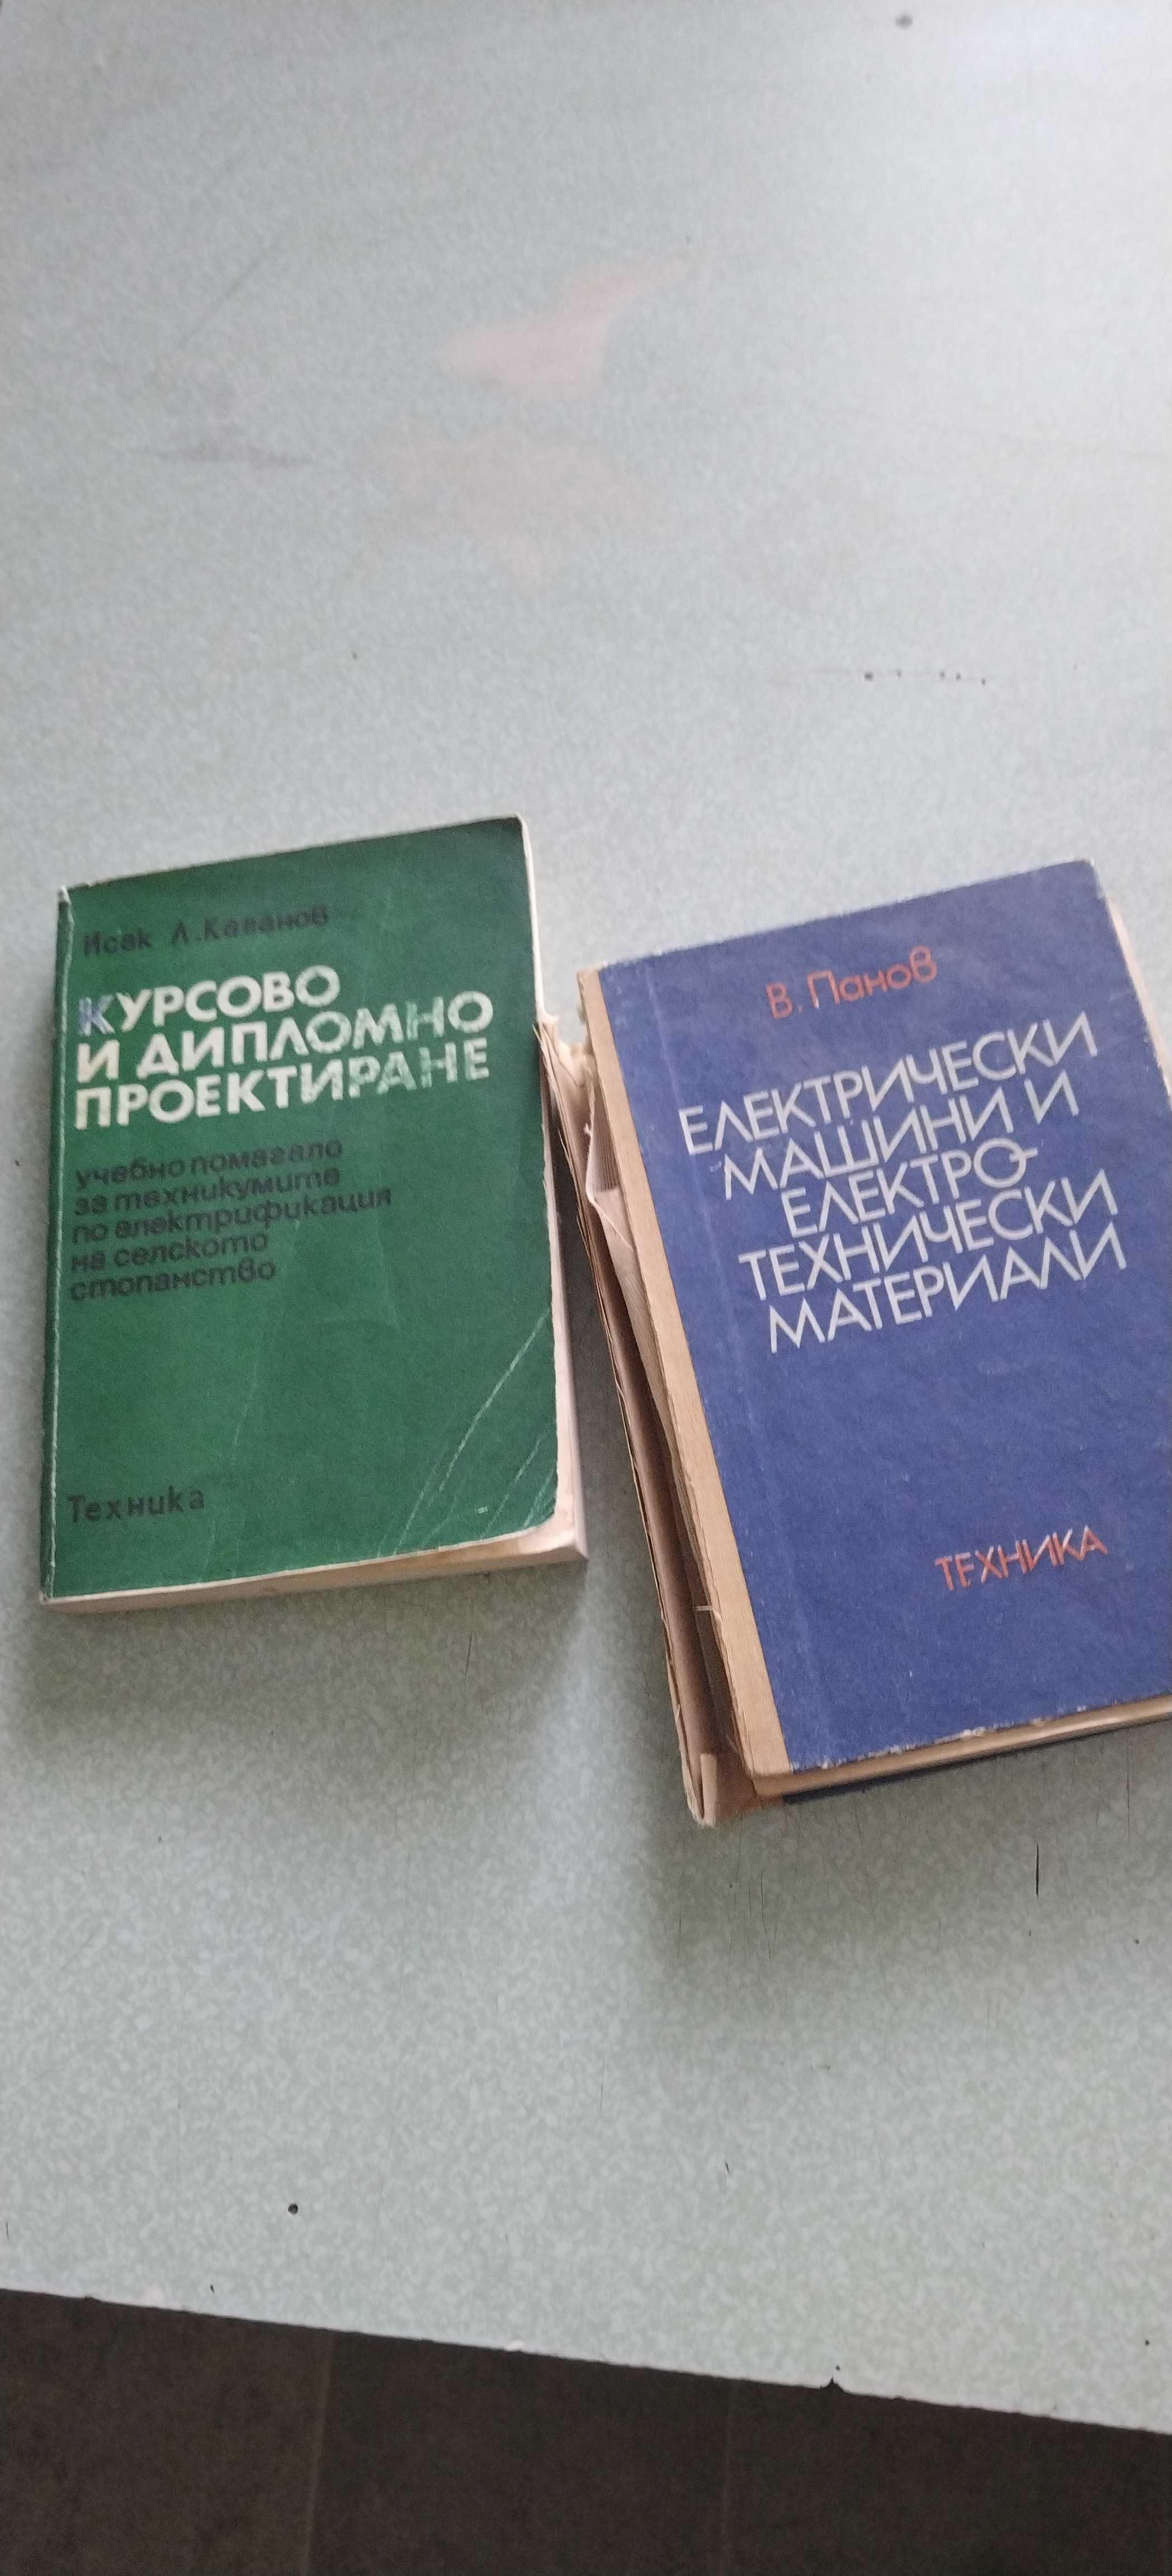 Исак Л. Каганов
КУРСОВО
И ДИПЛОМНО
ПРОЕКТИРАНЕ
учебно помагало
за техникумите
по електрификация
на селското
стопанство
Техника
В. Панов
ЕЛЕКТРИЧЕСКИ
МАШИНИ И
ЕЛЕКТРО-
ТЕХНИЧЕСКИ
МАТЕРИАЛИ
ТЕХНИКА